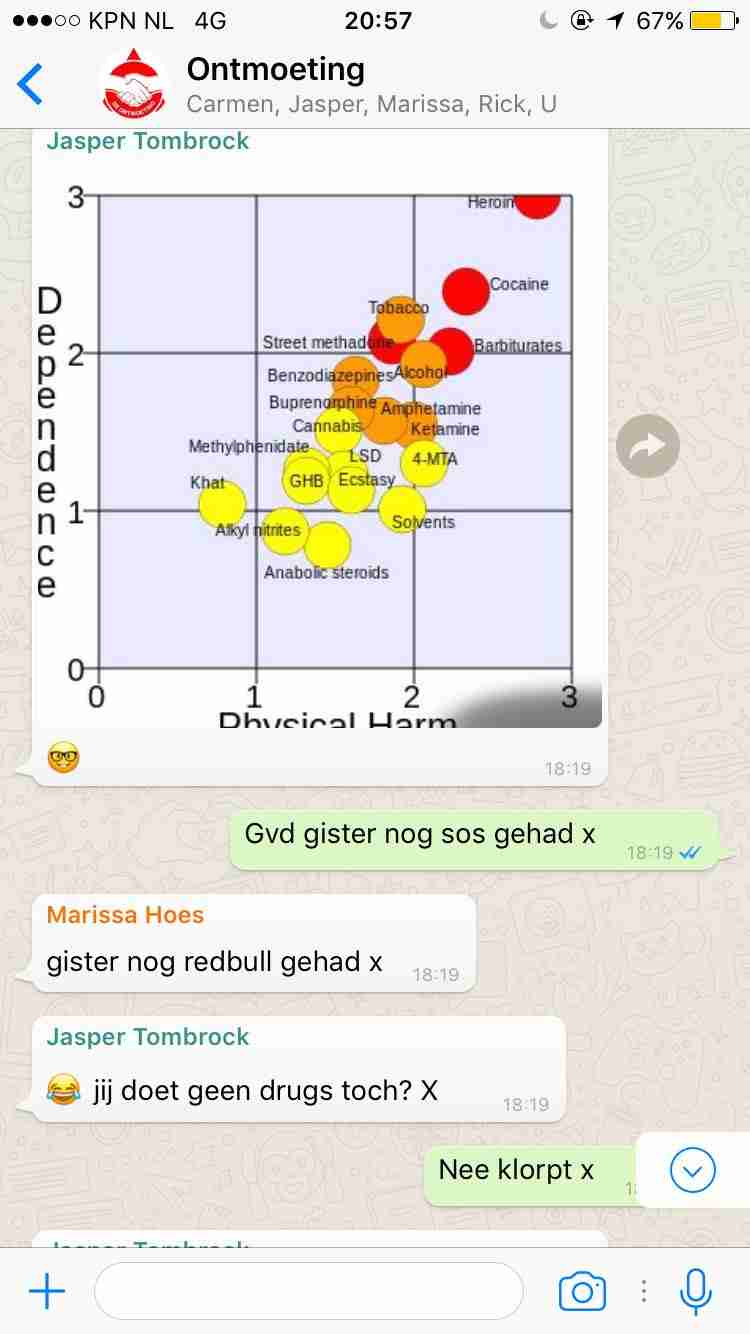 KPN NL 4G 20:57 67%
Ontmoeting
Carmen, Jasper, Marissa, Rick, U
Jasper Tombrock
3
Heroin
Cocaine
Tobacco
Street methadone
Barbiturates
2
Alcohol
Benzodiazepines
Buprenorphine
Amphetamine
Cannabis
Ketamine
Methylphenidate
LSD
4-MTA
Khat
GHB
Ecstasy
1
Solvents
Alkyl nitrites
Anabolic steroids
Dependence
0
0 1 2 3
Physical Harm
18:19
Gvd gister nog sos gehad x
18:19
Marissa Hoes
gister nog redbull gehad x
18:19
Jasper Tombrock
jij doet geen drugs toch? X
18:19
Nee klorpt x
Jasper Tombrock